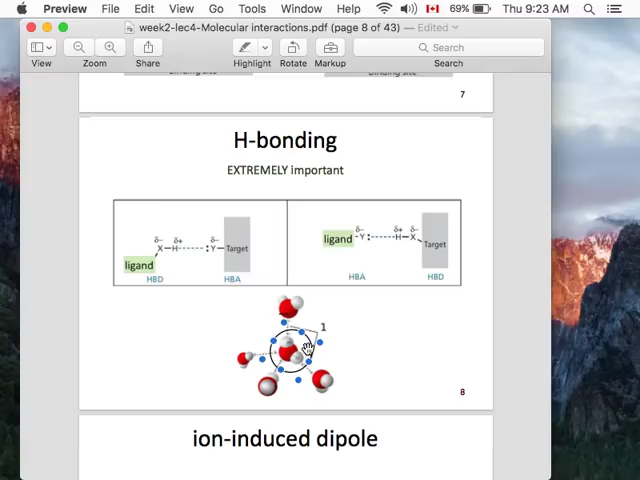 Preview File Edit View Go Tools Window Help 69% Thu 9:23 AM
week2-lec4-Molecular interactions.pdf (page 8 of 43) — Edited
Search
View Zoom Share Highlight Rotate Markup Search
7
H-bonding
EXTREMELY important
δ− δ+ δ−
X—H------:Y—Target
ligand
HBD HBA
δ− δ+ δ−
ligand -Y:------H—X
Target
HBA HBD
1
8
ion-induced dipole